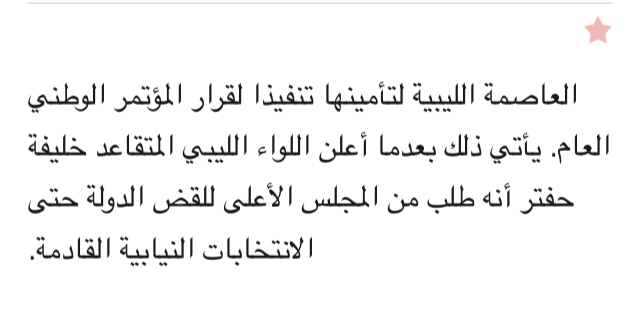 العاصمة الليبية لتأمينها تنفيذا لقرار المؤتمر الوطني
العام. يأتي ذلك بعدما أعلن اللواء الليبي المتقاعد خليفة
حفتر أنه طلب من المجلس الأعلى للقض الدولة حتى
الانتخابات النيابية القادمة.